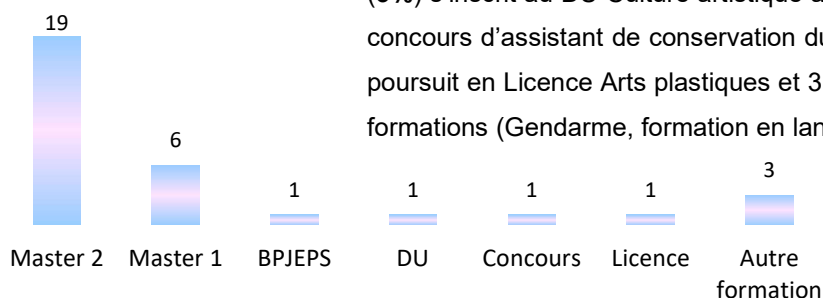 concours d'assistant de conservation du
poursuit en Licence Arts plastiques et 3
formations (Gendarme, formation en lan
19
6
1
1
1
1
3
Master 2
Master 1
BPJEPS
DU
Concours
Licence
Autre
formation